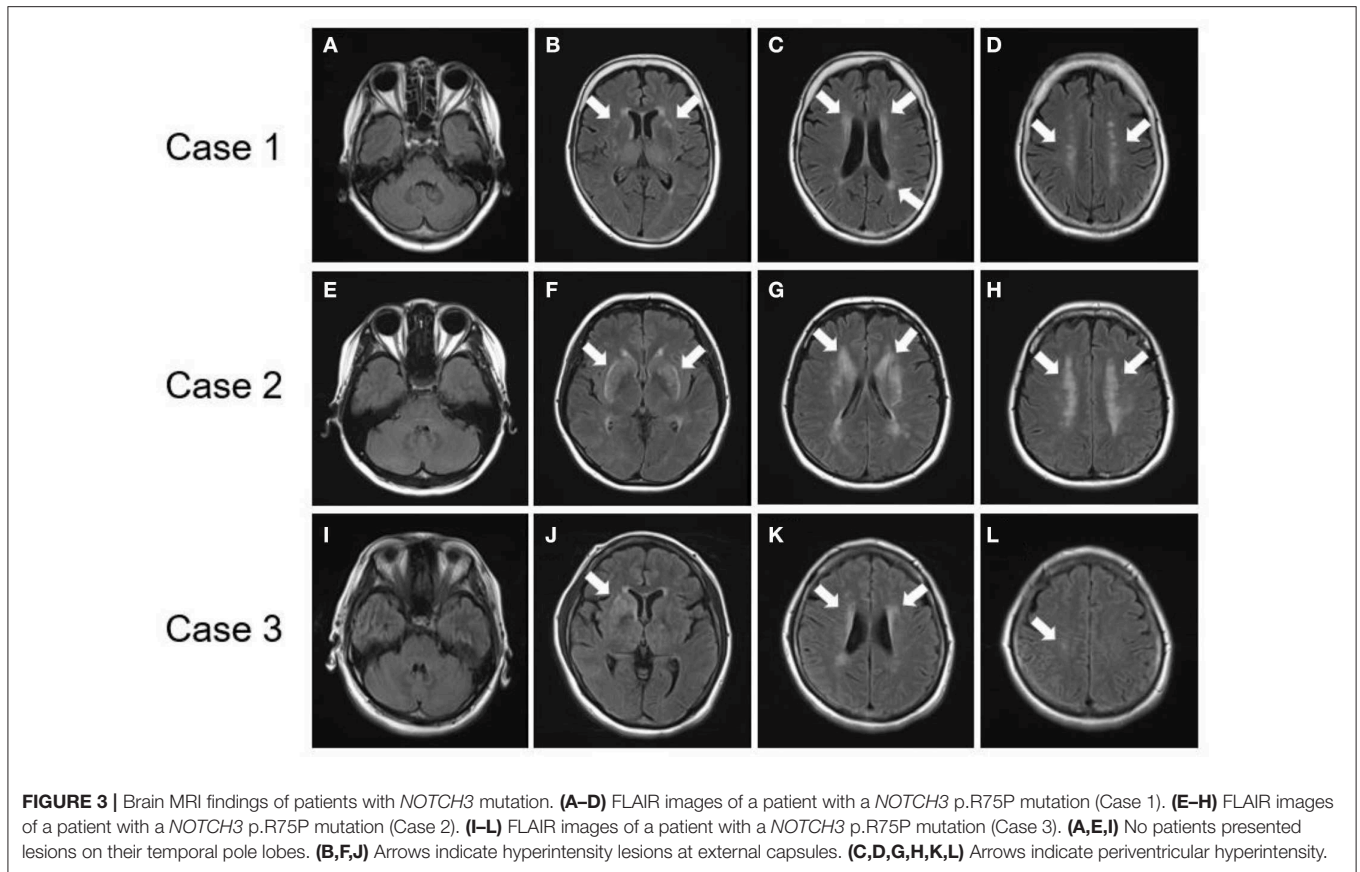 A
B
C
D
Case 1
E
F
G
H
Case 2
I
J
K
L
Case 3
FIGURE 3 | Brain MRI findings of patients with NOTCH3 mutation. (A–D) FLAIR images of a patient with a NOTCH3 p.R75P mutation (Case 1). (E–H) FLAIR images
of a patient with a NOTCH3 p.R75P mutation (Case 2). (I–L) FLAIR images of a patient with a NOTCH3 p.R75P mutation (Case 3). (A,E,I) No patients presented
lesions on their temporal pole lobes. (B,F,J) Arrows indicate hyperintensity lesions at external capsules. (C,D,G,H,K,L) Arrows indicate periventricular hyperintensity.